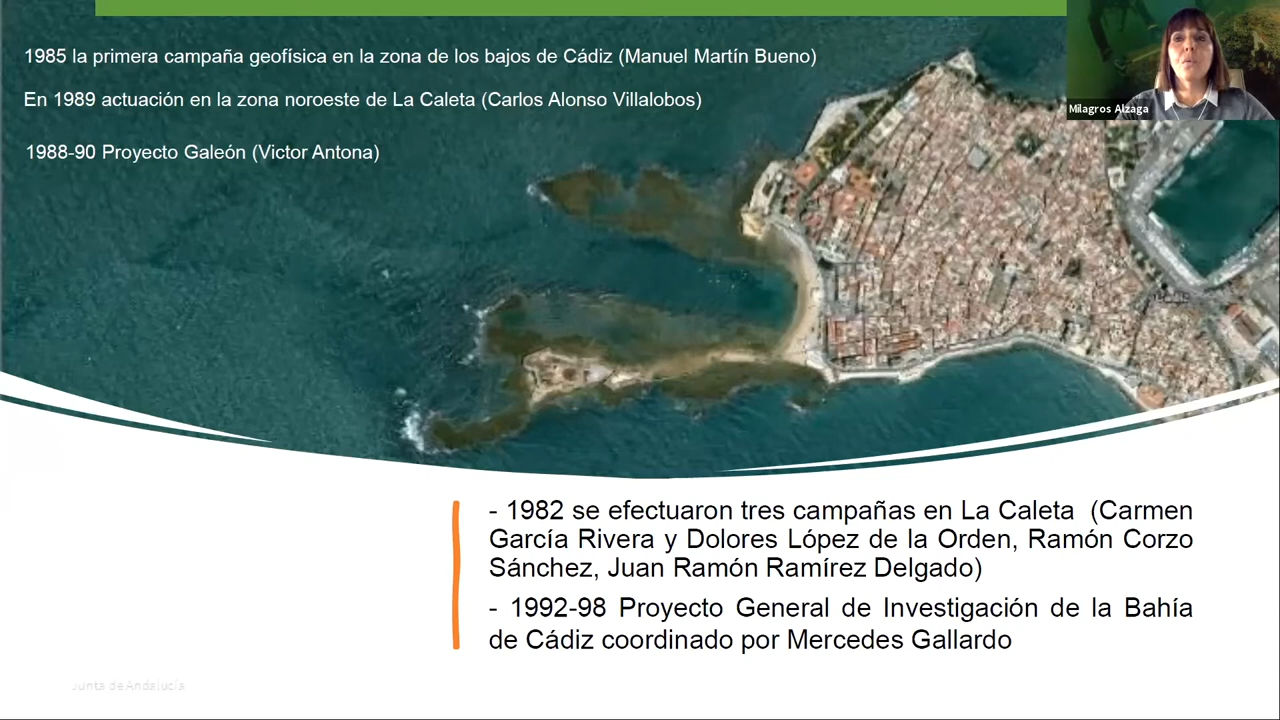 1985 la primera campaña geofísica en la zona de los bajos de Cádiz (Manuel Martín Bueno)
En 1989 actuación en la zona noroeste de La Caleta (Carlos Alonso Villalobos)
1988-90 Proyecto Galeón (Victor Antona)
Milagros Alzaga
- 1982 se efectuaron tres campañas en La Caleta (Carmen
García Rivera y Dolores López de la Orden, Ramón Corzo
Sánchez, Juan Ramón Ramírez Delgado)
- 1992-98 Proyecto General de Investigación de la Bahía
de Cádiz coordinado por Mercedes Gallardo
Junta de Andalucía